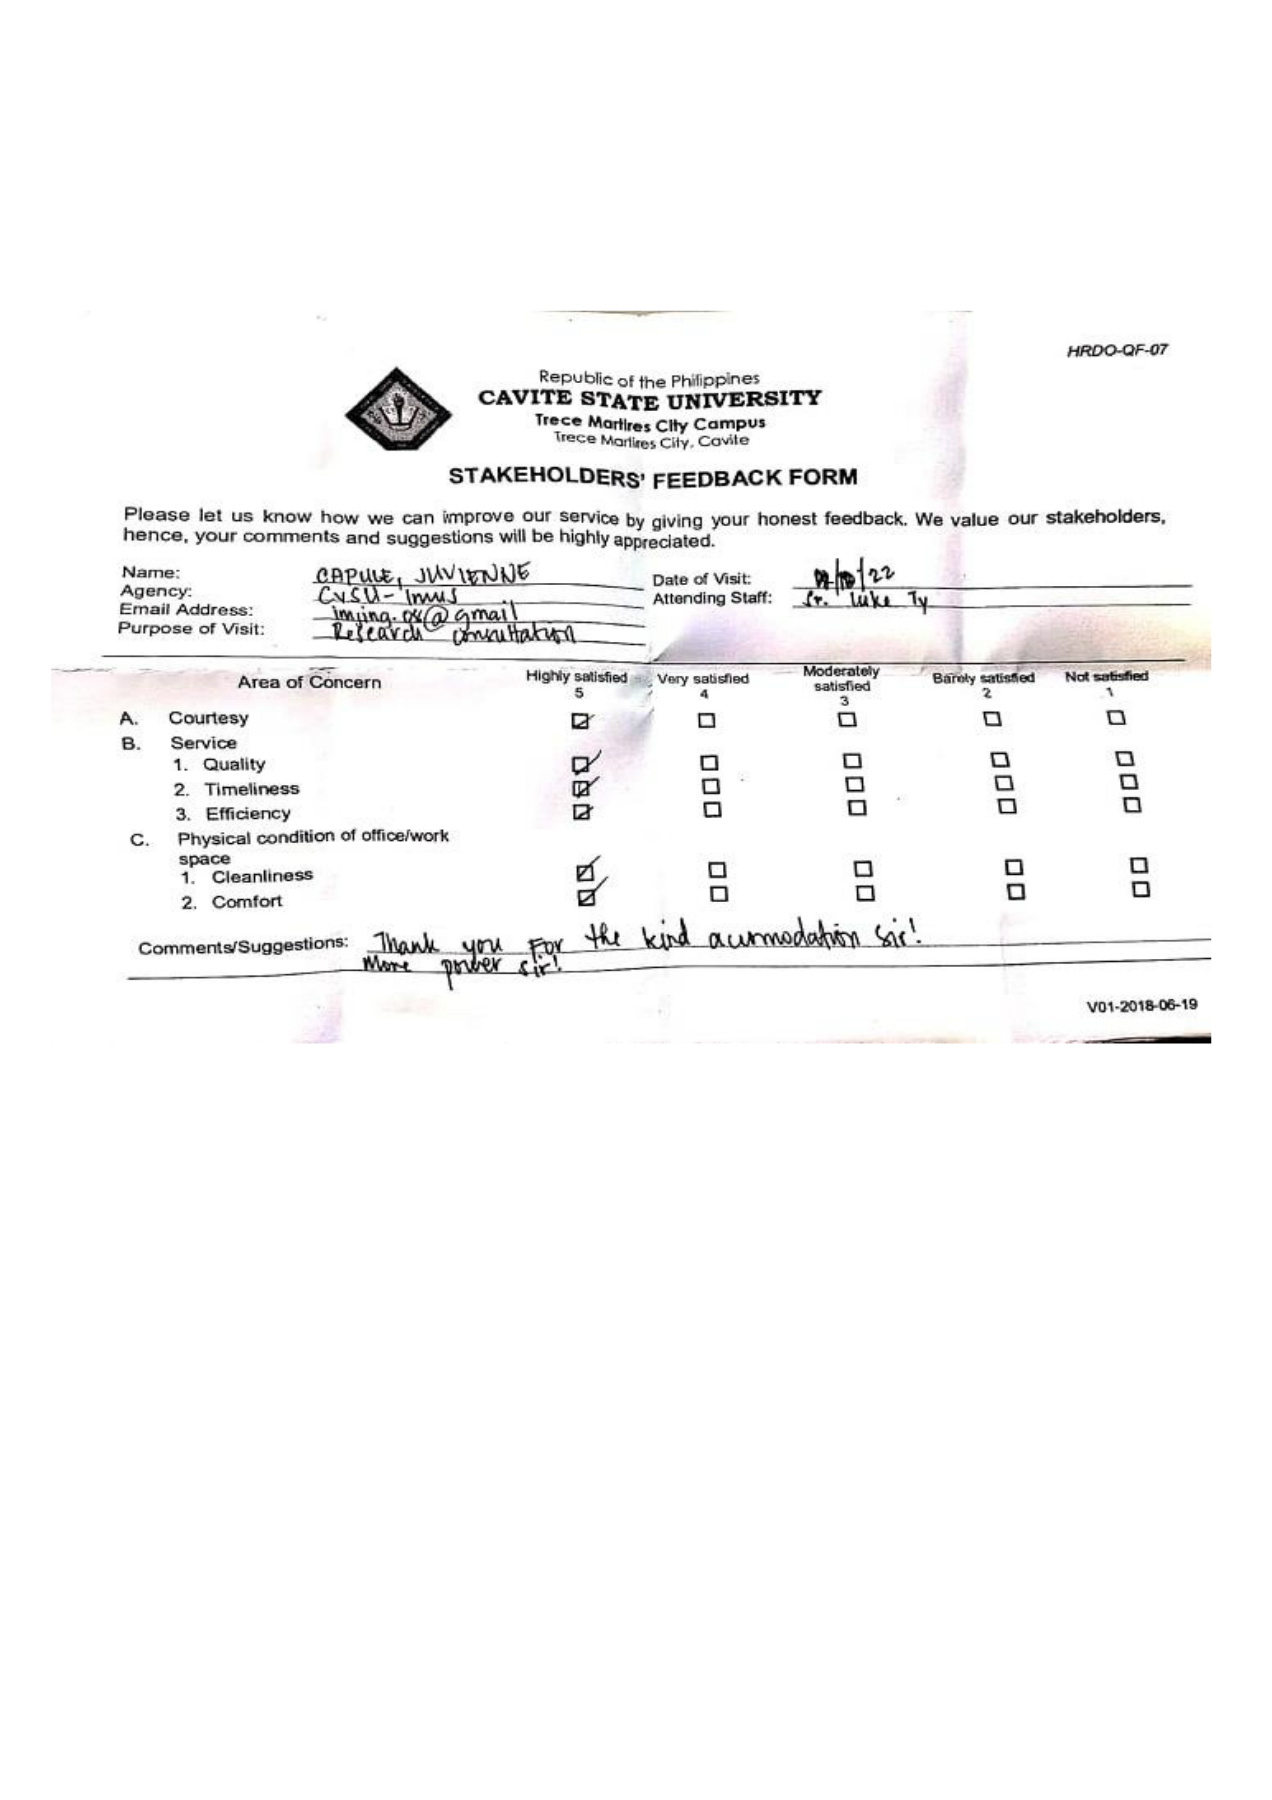 HRDO-QF-07
Republic of the Philippines
CAVITE STATE UNIVERSITY
Trece Martires City Campus
Trece Martires City, Cavite
STAKEHOLDERS' FEEDBACK FORM
Please let us know how we can improve our service by giving your honest feedback. We value our stakeholders,
hence, your comments and suggestions will be highly appreciated.
Name: CAPULE, JUVIENNE
Date of Visit: /22
Agency: CVSU-Imus
Attending Staff: Sr. Luke Ty
Email Address: @gmail
Purpose of Visit: Research consultation
Area of Concern
Highly satisfied 5
Very satisfied 4
Moderately satisfied 3
Barely satisfied 2
Not satisfied 1
A. Courtesy
B. Service
1. Quality
2. Timeliness
3. Efficiency
C. Physical condition of office/work
space
1. Cleanliness
2. Comfort
Comments/Suggestions: Thank you for the kind acummodation sir!
More power sir!
V01-2018-06-19